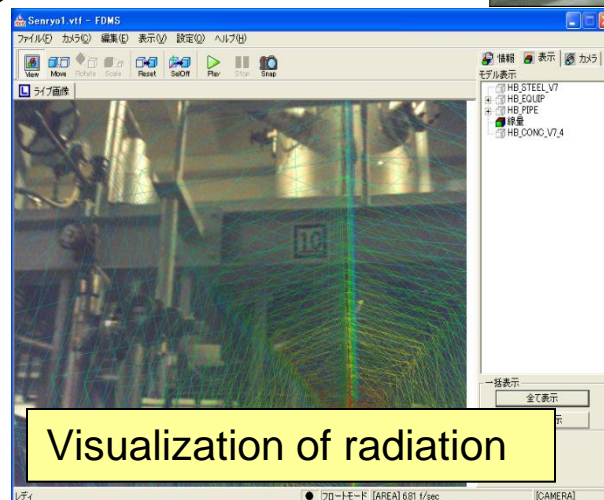 Senryo1.vtf - FDMS
ファイル(F) カメラ(C) 編集(E) 表示(V) 設定(O) ヘルプ(H)
View Move Rotate Scale Reset SelOff Play Stop Snap
情報 表示 カメラ
L ライブ画像
モデル表示
HB_STEEL_V7
HB_EQUIP
HB_PIPE
線量
HB_CONC_V7_4
10
一括表示
全て表示
示
Visualization of radiation
レディ
フロートモード [AREA] 6.81 f/sec [CAMERA]